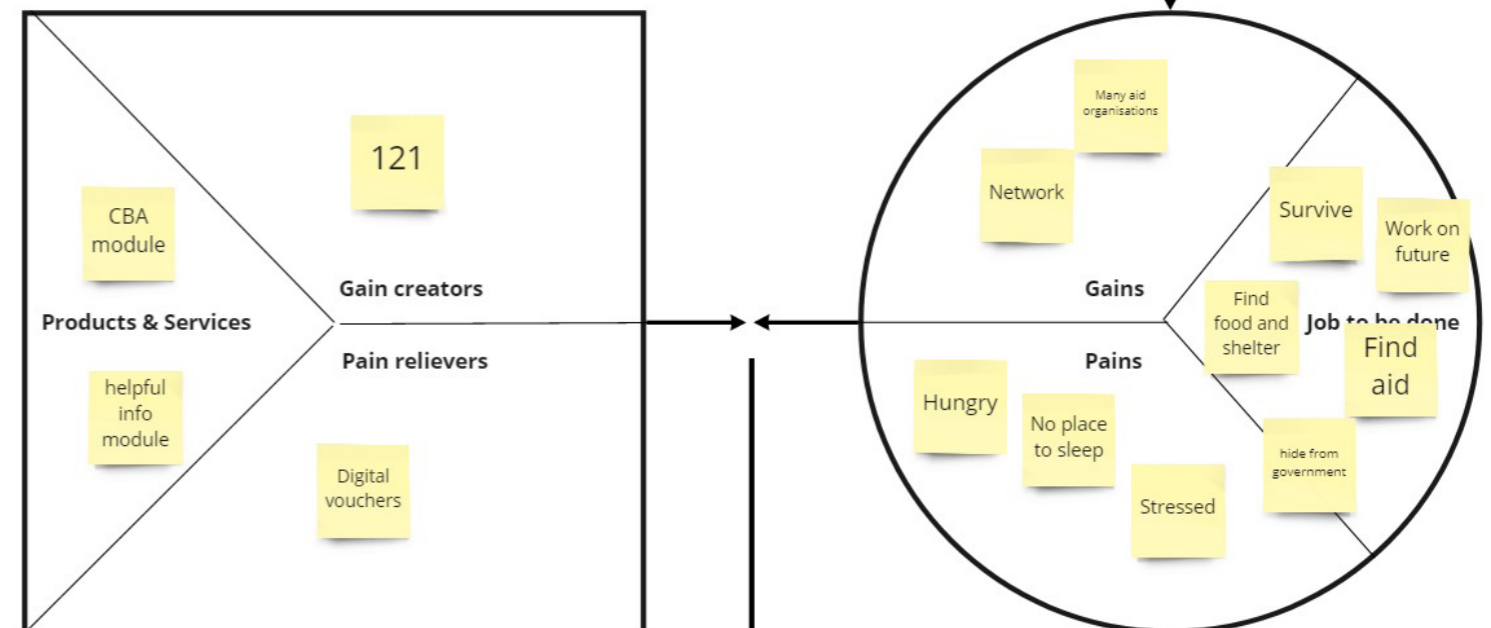 121
CBA
module
Gain creators
Products & Services
Pain relievers
helpful
info
module
Digital
vouchers
Many aid
organisations
Network
Survive
Work on
future
Gains
Find
food and
shelter
Job to be done
Pains
Find
aid
Hungry
No place
to sleep
hide from
government
Stressed